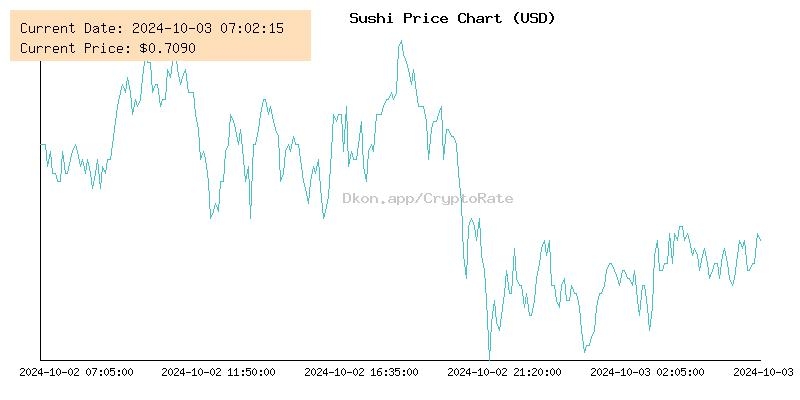 Sushi Price Chart (USD)
Current Date: 2024-10-03 07:02:15
Current Price: $0.7090
Dkon.app/CryptoRate
2024-10-02 07:05:00 2024-10-02 11:50:00 2024-10-02 16:35:00 2024-10-02 21:20:00 2024-10-03 02:05:00 2024-10-03